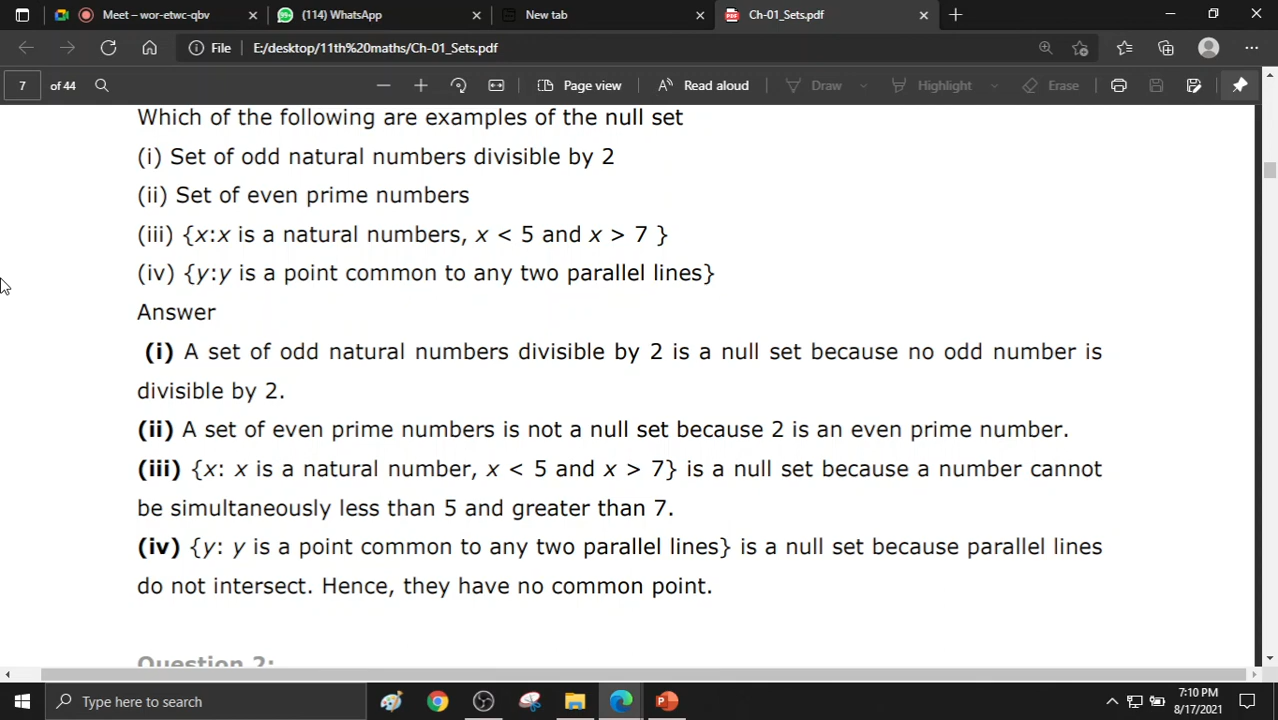 Meet – wor-etwc-qbv
99+
(114) WhatsApp
New tab
PDF
Ch-01_Sets.pdf
File
E:/desktop/11th%20maths/Ch-01_Sets.pdf
7 of 44
Page view
Read aloud
Draw
Highlight
Erase
Which of the following are examples of the null set
(i) Set of odd natural numbers divisible by 2
(ii) Set of even prime numbers
(iii) {x:x is a natural numbers, x < 5 and x > 7 }
(iv) {y:y is a point common to any two parallel lines}
Answer
(i) A set of odd natural numbers divisible by 2 is a null set because no odd number is
divisible by 2.
(ii) A set of even prime numbers is not a null set because 2 is an even prime number.
(iii) {x: x is a natural number, x < 5 and x > 7} is a null set because a number cannot
be simultaneously less than 5 and greater than 7.
(iv) {y: y is a point common to any two parallel lines} is a null set because parallel lines
do not intersect. Hence, they have no common point.
Question 2:
Type here to search
7:10 PM
8/17/2021